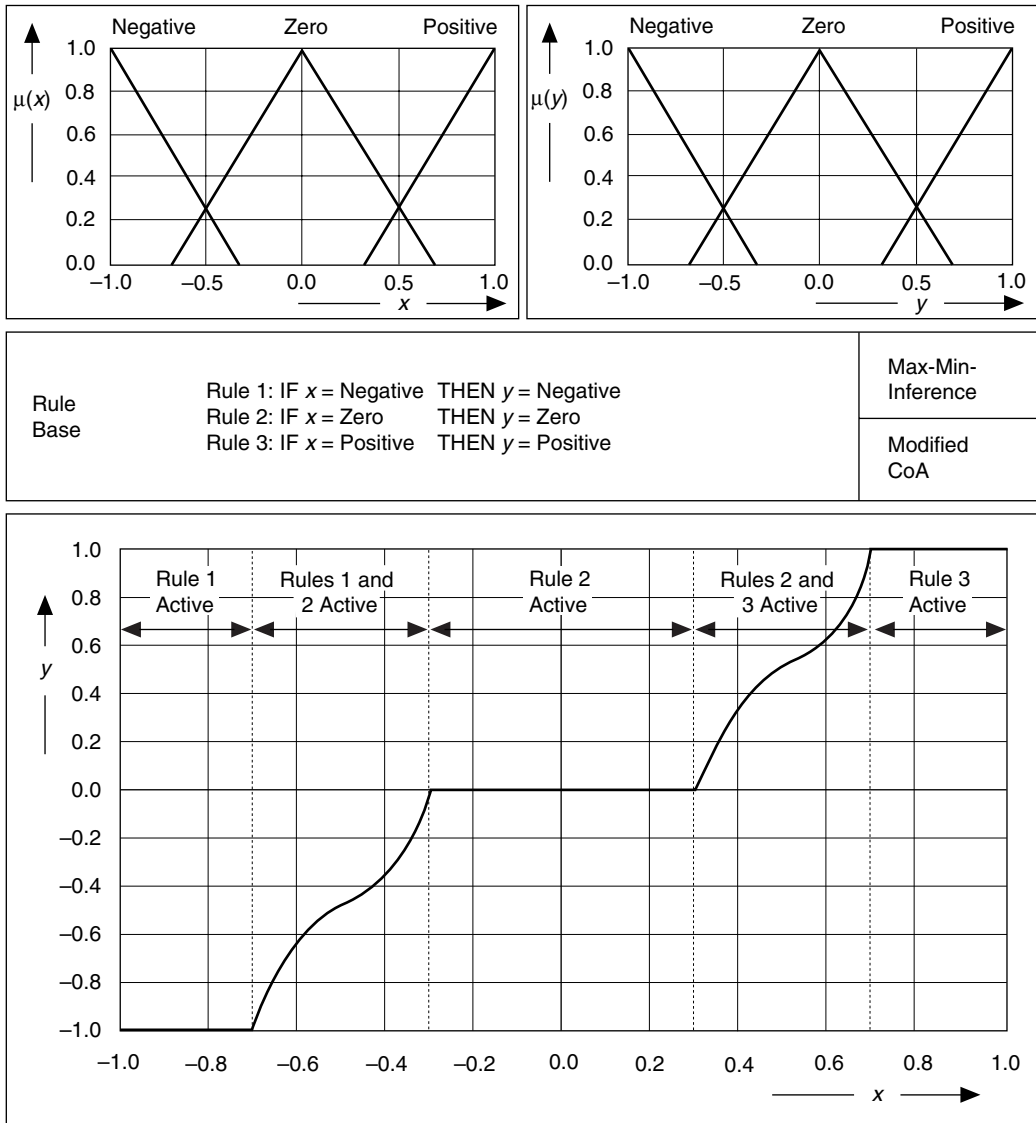 Negative Zero Positive
1.0
0.8
μ(x)
0.6
0.4
0.2
0.0
–1.0 –0.5 0.0 0.5 1.0
x
Negative Zero Positive
1.0
0.8
μ(y)
0.6
0.4
0.2
0.0
–1.0 –0.5 0.0 0.5 1.0
y
Rule
Base
Rule 1: IF x = Negative THEN y = Negative
Rule 2: IF x = Zero THEN y = Zero
Rule 3: IF x = Positive THEN y = Positive
Max-Min-
Inference
Modified
CoA
1.0
0.8
0.6
y
0.4
0.2
0.0
–0.2
–0.4
–0.6
–0.8
–1.0
Rule 1
Active
Rules 1 and
2 Active
Rule 2
Active
Rules 2 and
3 Active
Rule 3
Active
–1.0 –0.8 –0.6 –0.4 –0.2 0.0 0.2 0.4 0.6 0.8 1.0
x